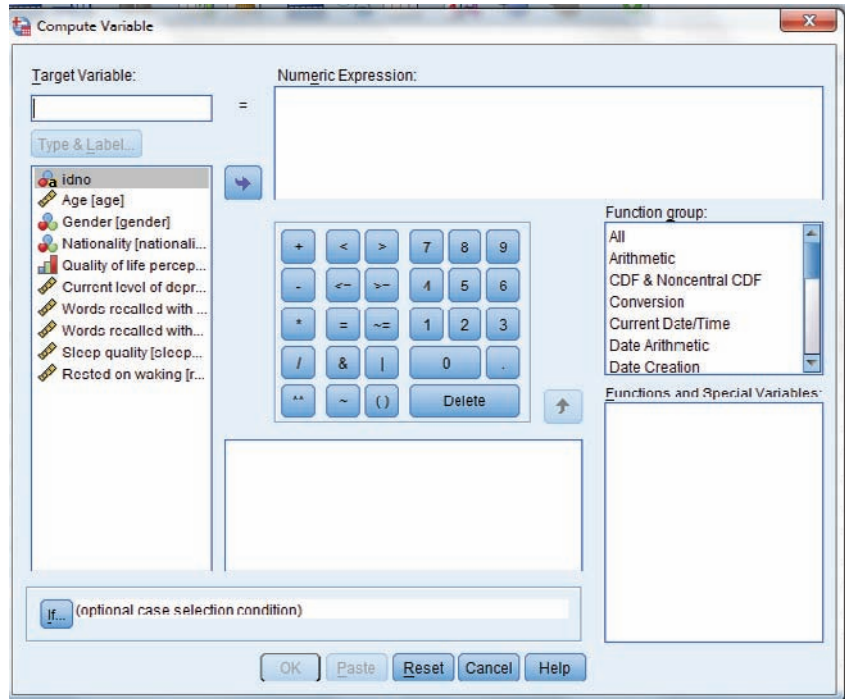 Compute Variable
Target Variable:
=
Type & Label...
Numeric Expression:
idno
Age [age]
Gender [gender]
Nationality [nationali...
Quality of life percep...
Current level of depr...
Words recalled with ...
Words recalled with...
Sleep quality [sleep...
Rested on waking [r...
+ < > 7 8 9
- <= >= 4 5 6
* = ~= 1 2 3
/ & | 0 .
** ~ ( ) Delete
Function group:
All
Arithmetic
CDF & Noncentral CDF
Conversion
Current Date/Time
Date Arithmetic
Date Creation
Functions and Special Variables:
If... (optional case selection condition)
OK Paste Reset Cancel Help